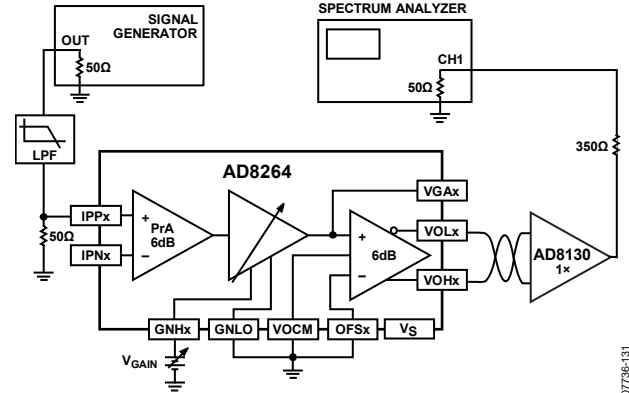 SIGNAL
GENERATOR
OUT
50Ω
SPECTRUM ANALYZER
CH1
50Ω
350Ω
LPF
AD8264
IPPx
50Ω
IPNx
+
PrA
6dB
–
+
6dB
–
VGAx
VOLx
VOHx
AD8130
1×
GNHx
GNLO
VOCM
OFSx
VS
VGAIN
07736-131